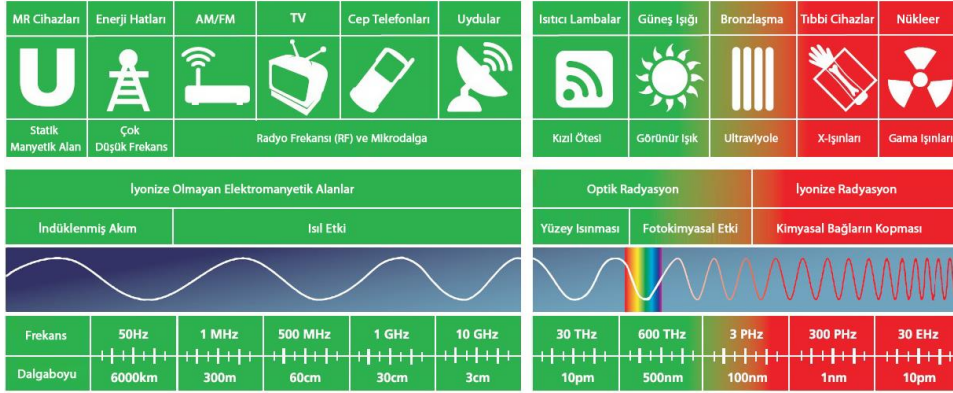 MR Cihazları Enerji Hatları AM/FM TV Cep Telefonları Uydular
Statik
Manyetik Alan
Çok
Düşük Frekans
Radyo Frekansı (RF) ve Mikrodalga
Isıtıcı Lambalar Güneş Işığı Bronzlaşma Tıbbi Cihazlar Nükleer
Kızıl Ötesi Görünür Işık Ultraviyole X-Işınları Gama Işınları
İyonize Olmayan Elektromanyetik Alanlar
İndüklenmiş Akım Isıl Etki
Optik Radyasyon İyonize Radyasyon
Yüzey Isınması Fotokimyasal Etki Kimyasal Bağların Kopması
Frekans 50Hz 1 MHz 500 MHz 1 GHz 10 GHz
Dalgaboyu 6000km 300m 60cm 30cm 3cm
30 THz 600 THz 3 PHz 300 PHz 30 EHz
10pm 500nm 100nm 1nm 10pm